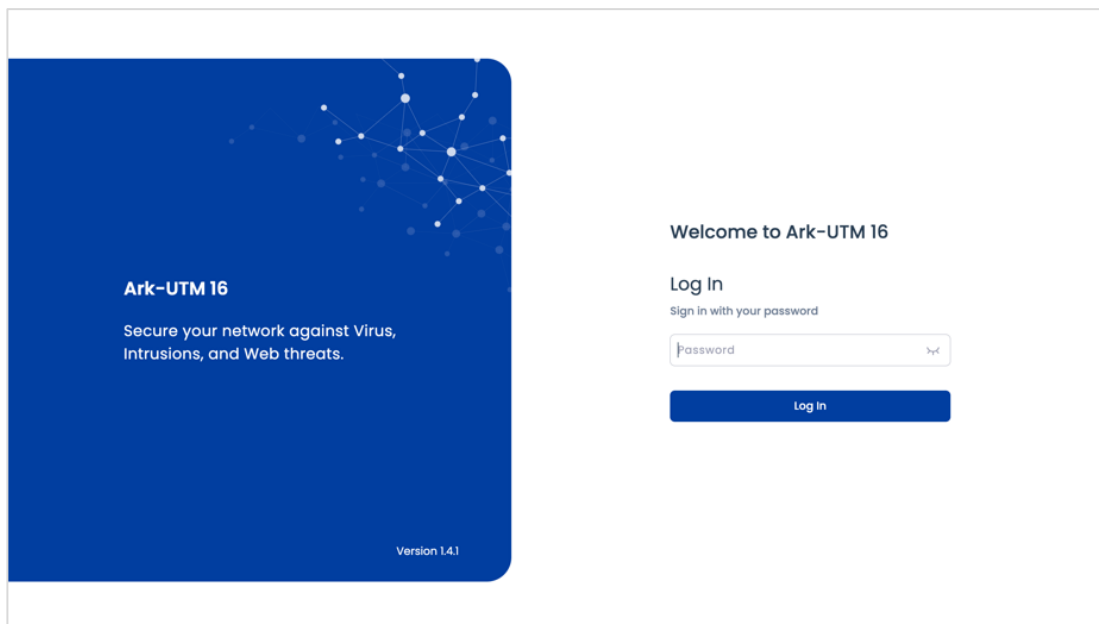 Ark-UTM 16
Secure your network against Virus,
Intrusions, and Web threats.
Version 1.4.1
Welcome to Ark-UTM 16
Log In
Sign in with your password
Password
Log In